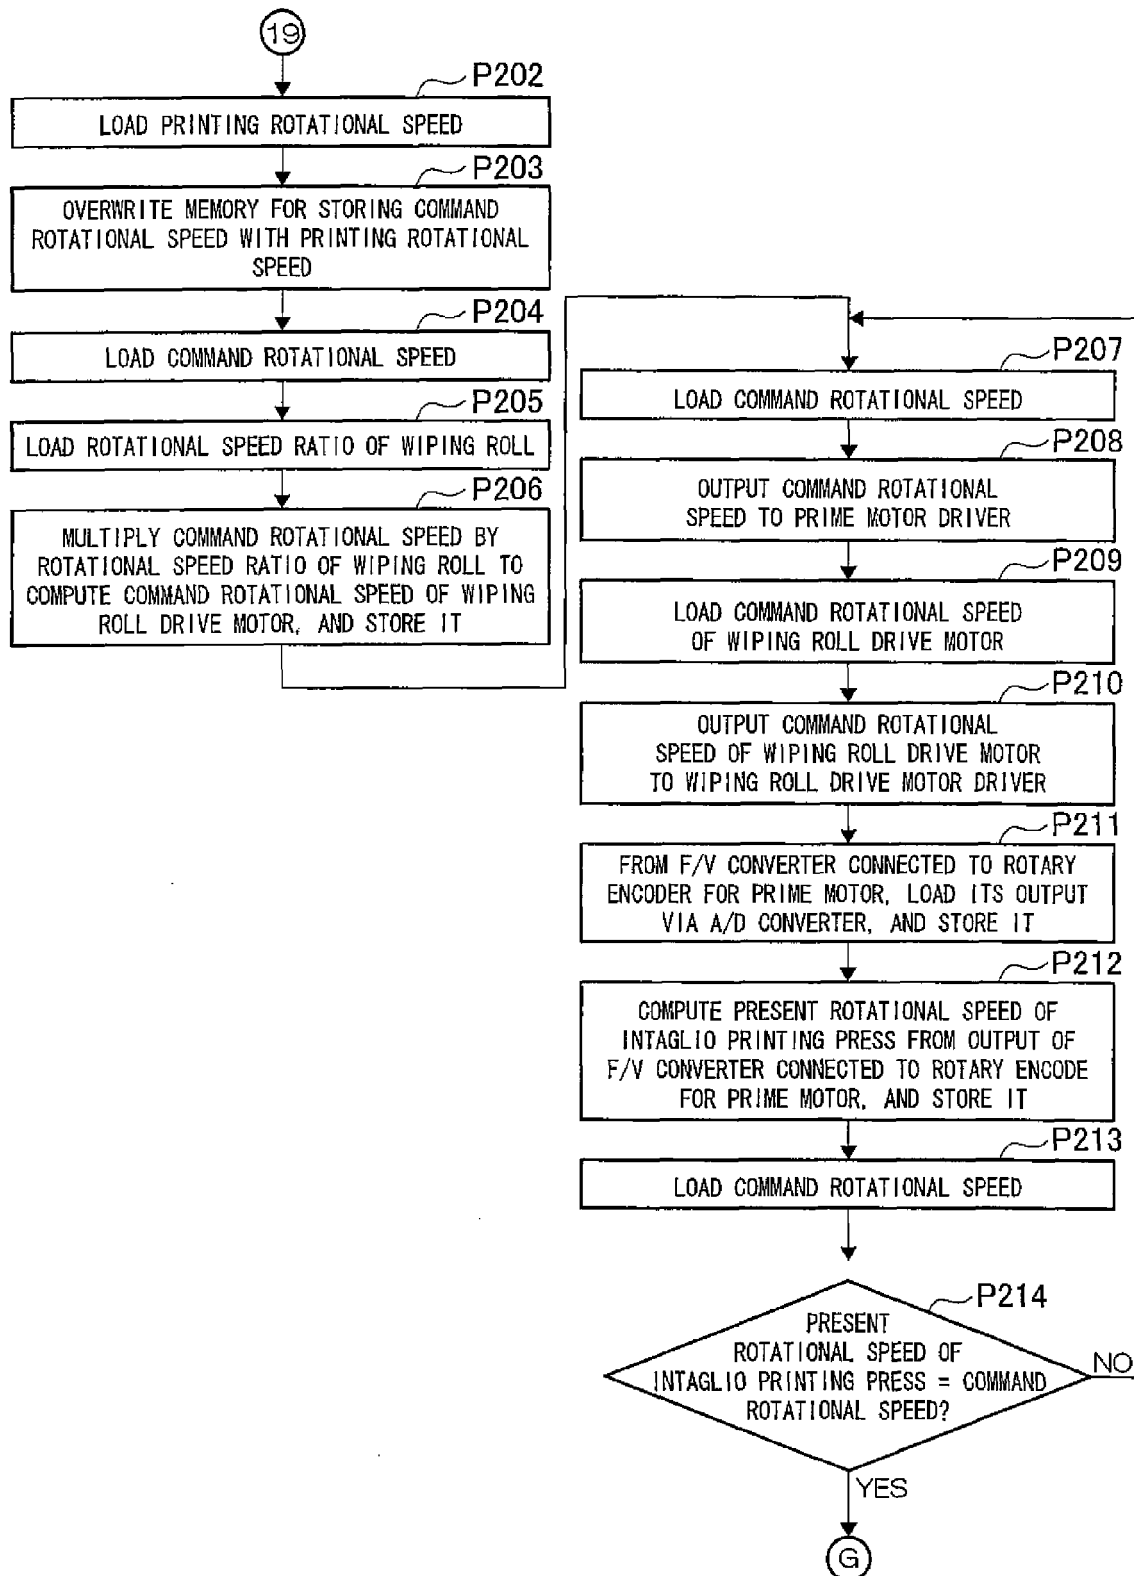 19
P202
LOAD PRINTING ROTATIONAL SPEED
P203
OVERWRITE MEMORY FOR STORING COMMAND
ROTATIONAL SPEED WITH PRINTING ROTATIONAL
SPEED
P204
LOAD COMMAND ROTATIONAL SPEED
P205
LOAD ROTATIONAL SPEED RATIO OF WIPING ROLL
P206
MULTIPLY COMMAND ROTATIONAL SPEED BY
ROTATIONAL SPEED RATIO OF WIPING ROLL TO
COMPUTE COMMAND ROTATIONAL SPEED OF WIPING
ROLL DRIVE MOTOR, AND STORE IT
P207
LOAD COMMAND ROTATIONAL SPEED
P208
OUTPUT COMMAND ROTATIONAL
SPEED TO PRIME MOTOR DRIVER
P209
LOAD COMMAND ROTATIONAL SPEED
OF WIPING ROLL DRIVE MOTOR
P210
OUTPUT COMMAND ROTATIONAL
SPEED OF WIPING ROLL DRIVE MOTOR
TO WIPING ROLL DRIVE MOTOR DRIVER
P211
FROM F/V CONVERTER CONNECTED TO ROTARY
ENCODER FOR PRIME MOTOR, LOAD ITS OUTPUT
VIA A/D CONVERTER, AND STORE IT
P212
COMPUTE PRESENT ROTATIONAL SPEED OF
INTAGLIO PRINTING PRESS FROM OUTPUT OF
F/V CONVERTER CONNECTED TO ROTARY ENCODE
FOR PRIME MOTOR, AND STORE IT
P213
LOAD COMMAND ROTATIONAL SPEED
P214
PRESENT
ROTATIONAL SPEED OF
INTAGLIO PRINTING PRESS = COMMAND
ROTATIONAL SPEED?
NO
YES
G